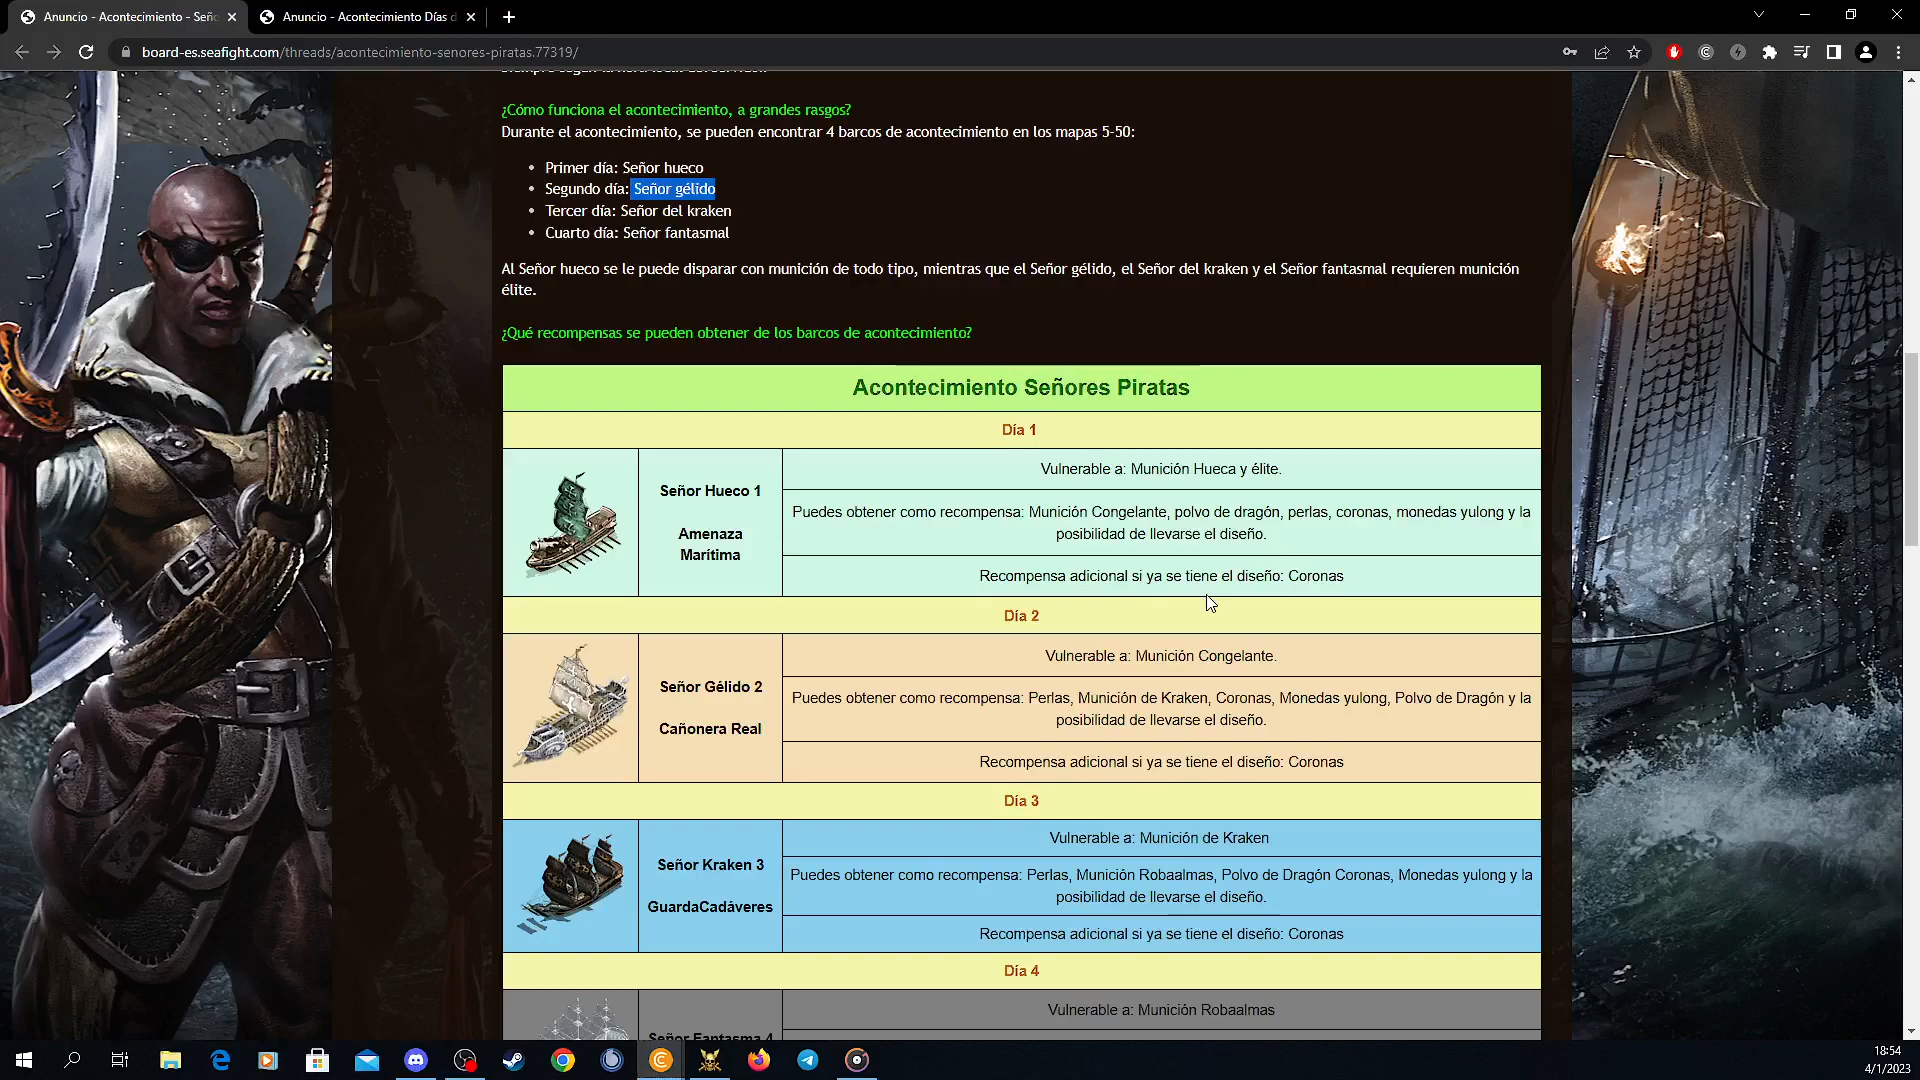 Anuncio - Acontecimiento - Seño
Anuncio - Acontecimiento Días d
board-es.seafight.com/threads/acontecimiento-senores-piratas.77319/
¿Cómo funciona el acontecimiento, a grandes rasgos?
Durante el acontecimiento, se pueden encontrar 4 barcos de acontecimiento en los mapas 5-50:
• Primer día: Señor hueco
• Segundo día: Señor gélido
• Tercer día: Señor del kraken
• Cuarto día: Señor fantasmal
Al Señor hueco se le puede disparar con munición de todo tipo, mientras que el Señor gélido, el Señor del kraken y el Señor fantasmal requieren munición
élite.
¿Qué recompensas se pueden obtener de los barcos de acontecimiento?
Acontecimiento Señores Piratas
Día 1
Señor Hueco 1
Amenaza
Marítima
Vulnerable a: Munición Hueca y élite.
Puedes obtener como recompensa: Munición Congelante, polvo de dragón, perlas, coronas, monedas yulong y la
posibilidad de llevarse el diseño.
Recompensa adicional si ya se tiene el diseño: Coronas
Día 2
Señor Gélido 2
Cañonera Real
Vulnerable a: Munición Congelante.
Puedes obtener como recompensa: Perlas, Munición de Kraken, Coronas, Monedas yulong, Polvo de Dragón y la
posibilidad de llevarse el diseño.
Recompensa adicional si ya se tiene el diseño: Coronas
Día 3
Señor Kraken 3
GuardaCadáveres
Vulnerable a: Munición de Kraken
Puedes obtener como recompensa: Perlas, Munición Robaalmas, Polvo de Dragón Coronas, Monedas yulong y la
posibilidad de llevarse el diseño.
Recompensa adicional si ya se tiene el diseño: Coronas
Día 4
Señor Fantasma 4
Vulnerable a: Munición Robaalmas
18:54
4/1/2023